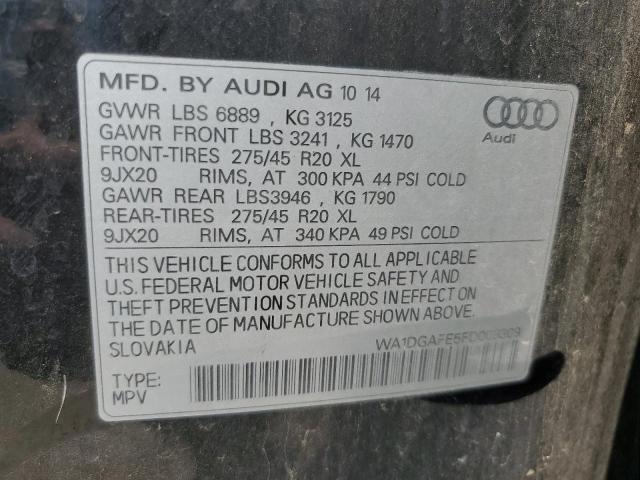 MFD. BY AUDI AG 10 14
GVWR LBS 6889 , KG 3125
GAWR FRONT LBS 3241 , KG 1470
FRONT-TIRES 275/45 R20 XL
9JX20 RIMS, AT 300 KPA 44 PSI COLD
GAWR REAR LBS3946 , KG 1790
REAR-TIRES 275/45 R20 XL
9JX20 RIMS, AT 340 KPA 49 PSI COLD
Audi
THIS VEHICLE CONFORMS TO ALL APPLICABLE
U.S. FEDERAL MOTOR VEHICLE SAFETY AND
THEFT PREVENTION STANDARDS IN EFFECT ON
THE DATE OF MANUFACTURE SHOWN ABOVE.
SLOVAKIA
TYPE:
MPV